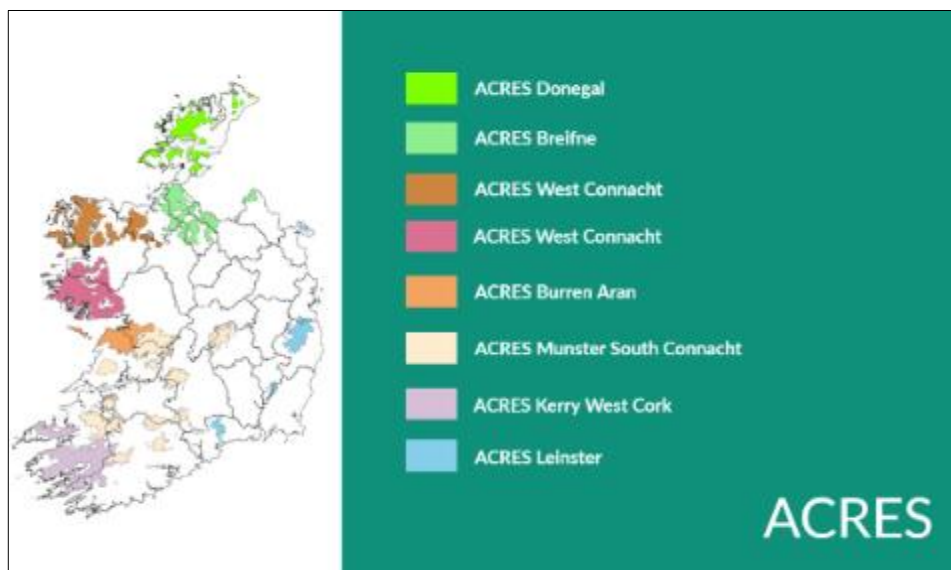 ACRES Donegal
ACRES Breifne
ACRES West Connacht
ACRES West Connacht
ACRES Burren Aran
ACRES Munster South Connacht
ACRES Kerry West Cork
ACRES Leinster
ACRES